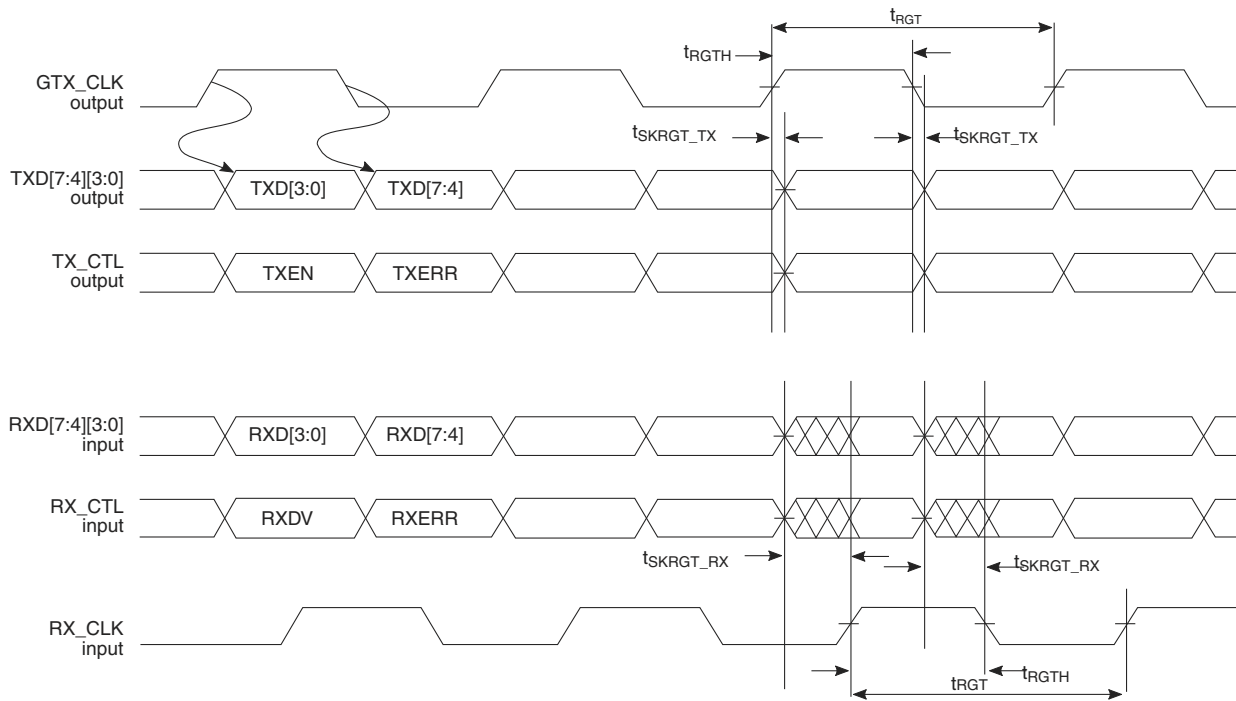 tRGT
tRGTH
GTX_CLK
output
tSKRGT_TX
tSKRGT_TX
TXD[7:4][3:0]
output
TXD[3:0]
TXD[7:4]
TX_CTL
output
TXEN
TXERR
RXD[7:4][3:0]
input
RXD[3:0]
RXD[7:4]
RX_CTL
input
RXDV
RXERR
tSKRGT_RX
tSKRGT_RX
RX_CLK
input
tRGT
tRGTH